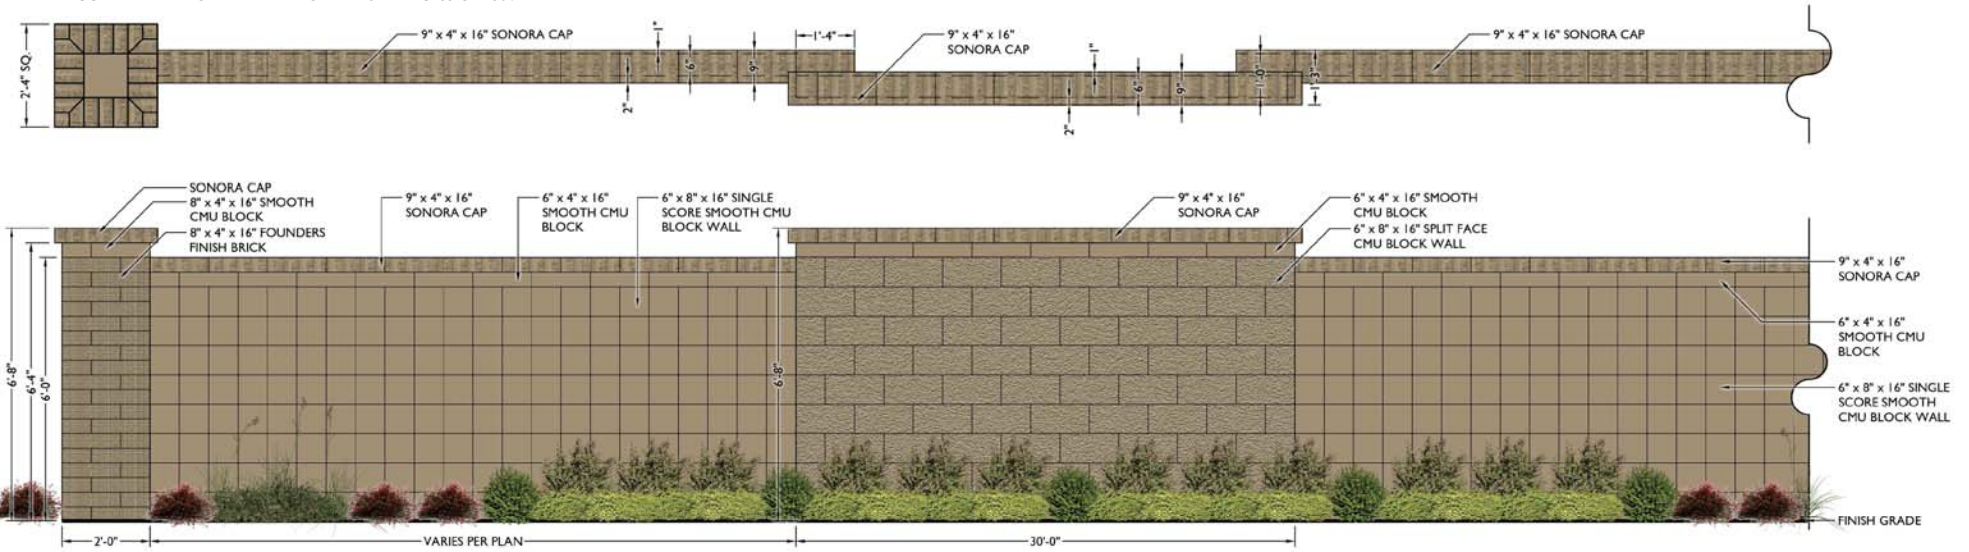 2'-4" SQ.
9" x 4" x 16" SONORA CAP
1"
2"
6"
9"
1'-4"
9" x 4" x 16"
SONORA CAP
1"
2"
6"
9"
1'-0"
1'-3"
9" x 4" x 16" SONORA CAP
SONORA CAP
8" x 4" x 16" SMOOTH
CMU BLOCK
8" x 4" x 16" FOUNDERS
FINISH BRICK
9" x 4" x 16"
SONORA CAP
6" x 4" x 16"
SMOOTH CMU
BLOCK
6" x 8" x 16" SINGLE
SCORE SMOOTH CMU
BLOCK WALL
9" x 4" x 16"
SONORA CAP
6" x 4" x 16" SMOOTH
CMU BLOCK
6" x 8" x 16" SPLIT FACE
CMU BLOCK WALL
9" x 4" x 16"
SONORA CAP
6" x 4" x 16"
SMOOTH CMU
BLOCK
6" x 8" x 16" SINGLE
SCORE SMOOTH
CMU BLOCK WALL
6'-8"
6'-4"
6'-0"
6'-8"
FINISH GRADE
2'-0"
VARIES PER PLAN
30'-0"